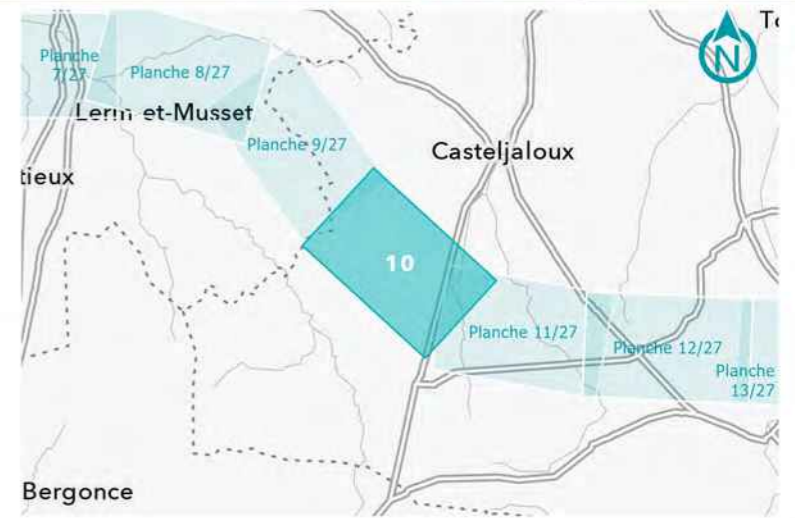 To
N
Planche
7/27
Planche 8/27
Lerm-et-Musset
Planche 9/27
Casteljaloux
tieux
10
Planche 11/27
Planche 12/27
Planche
13/27
Bergonce